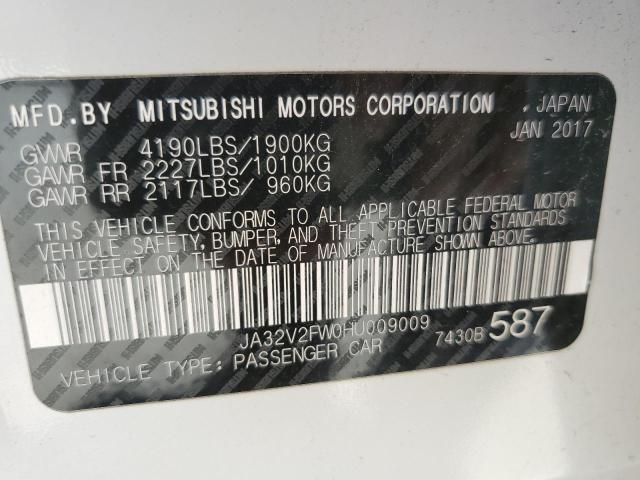 MFD.BY MITSUBISHI MOTORS CORPORATION . JAPAN
JAN 2017
GVWR 4190LBS/1900KG
GAWR FR 2227LBS/1010KG
GAWR RR 2117LBS/ 960KG
THIS VEHICLE CONFORMS TO ALL APPLICABLE FEDERAL MOTOR
VEHICLE SAFETY, BUMPER, AND THEFT PREVENTION STANDARDS
IN EFFECT ON THE DATE OF MANUFACTURE SHOWN ABOVE.
JA32V2FW0HU009009 7430B 587
VEHICLE TYPE: PASSENGER CAR